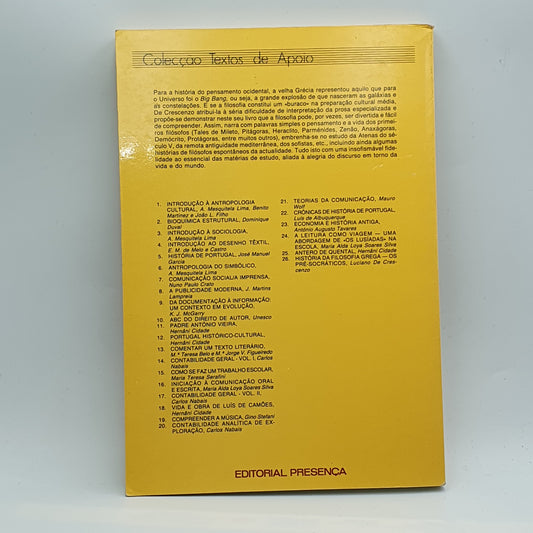 Colecção Textos de Apoio
Para a história do pensamento ocidental, a velha Grécia representou aquilo que para
o Universo foi o Big Bang, ou seja, a grande explosão de que nasceram as galáxias e
as constelações. E se a filosofia constitui um «buraco» na preparação cultural média,
De Crescenzo atribui-la à séria disposição de interpretação da prosa especializada e
propõe-se demonstrar neste seu livro que a filosofia pode, por vezes, ser divertida e fácil
de compreender. Assim, narra com palavras simples o pensamento e a vida dos primei-
ros filósofos (Tales de Mileto, Pitágoras, Heraclito, Parménides, Zenão, Anaxágoras,
Demócrito, Protágoras, entre muitos outros), embrenha-se no estudo da Atenas do sécu-
lo V, da remota antiguidade mediterrânea, dos sofistas, etc., incluindo ainda algumas
histórias de filósofos espontâneos da actualidade. Tudo isto com uma insofismável fide-
lidade ao essencial das matérias de estudo, aliada à alegria do discurso em torno da
vida e do mundo.
1. INTRODUÇÃO À ANTROPOLOGIA
CULTURAL, A. Mesquitela Lima, Benito
Martinez e João L. Filho
2. BIOQUÍMICA ESTRUTURAL, Dominique
Duval
3. INTRODUÇÃO À SOCIOLOGIA,
A. Mesquitela Lima
4. INTRODUÇÃO AO DESENHO TÊXTIL,
E. M. de Melo e Castro
5. HISTÓRIA DE PORTUGAL, José Manuel
Garcia
6. ANTROPOLOGIA DO SIMBÓLICO,
A. Mesquitela Lima
7. COMUNICAÇÃO SOCIAL/A IMPRENSA,
Nuno Paulo Crato
8. A PUBLICIDADE MODERNA, J. Martins
Lampreia
9. DA DOCUMENTAÇÃO À INFORMAÇÃO:
UM CONTEXTO EM EVOLUÇÃO,
K. J. McGarry
10. ABC DO DIREITO DE AUTOR, Unesco
11. PADRE ANTÓNIO VIEIRA,
Hernâni Cidade
12. PORTUGAL HISTÓRICO-CULTURAL,
Hernâni Cidade
13. COMENTAR UM TEXTO LITERÁRIO,
M.ª Teresa Belo e M.ª Jorge V. Figueiredo
14. CONTABILIDADE GERAL - VOL. I, Carlos
Nabais
15. COMO SE FAZ UM TRABALHO ESCOLAR,
Maria Teresa Serafini
16. INICIAÇÃO À COMUNICAÇÃO ORAL
E ESCRITA, Maria Alda Loya Soares Silva
17. CONTABILIDADE GERAL - VOL. II,
Carlos Nabais
18. VIDA E OBRA DE LUÍS DE CAMÕES,
Hernâni Cidade
19. COMPREENDER A MÚSICA, Gino Stefani
20. CONTABILIDADE ANALÍTICA DE EX-
PLORAÇÃO, Carlos Nabais
21. TEORIAS DA COMUNICAÇÃO, Mauro
Wolf
22. CRÓNICAS DE HISTÓRIA DE PORTUGAL,
Luís de Albuquerque
23. ECONOMIA E HISTÓRIA ANTIGA,
António Augusto Tavares
24. A LEITURA COMO VIAGEM — UMA
ABORDAGEM DE «OS LUSÍADAS» NA
ESCOLA, Maria Alda Loya Soares Silva
25. ANTERO DE QUENTAL, Hernâni Cidade
26. HISTÓRIA DA FILOSOFIA GREGA — OS
PRÉ-SOCRÁTICOS, Luciano De Cres-
cenzo
EDITORIAL PRESENÇA